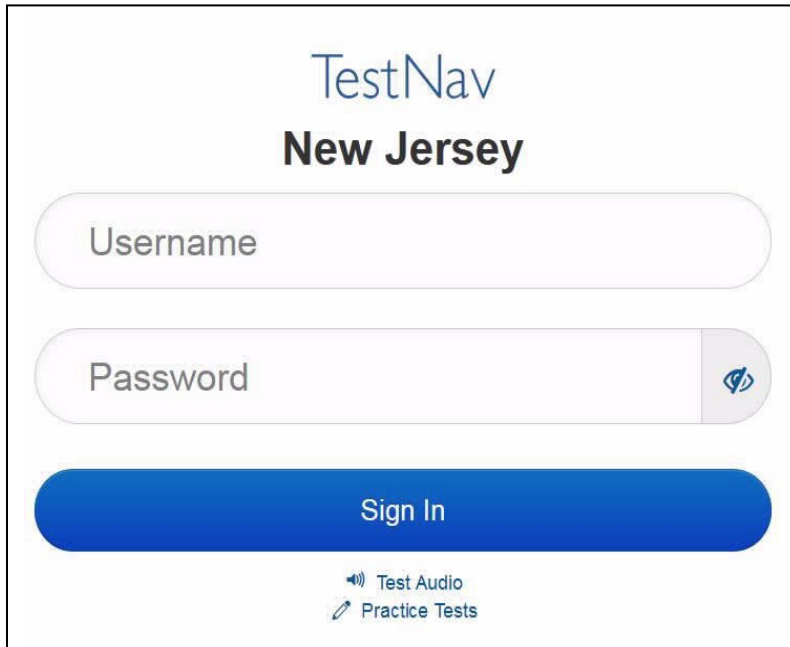 TestNav
New Jersey
Username
Password
Sign In
Test Audio
Practice Tests